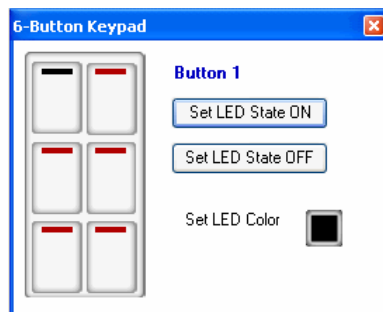 6-Button Keypad
Button 1
Set LED State ON
Set LED State OFF
Set LED Color